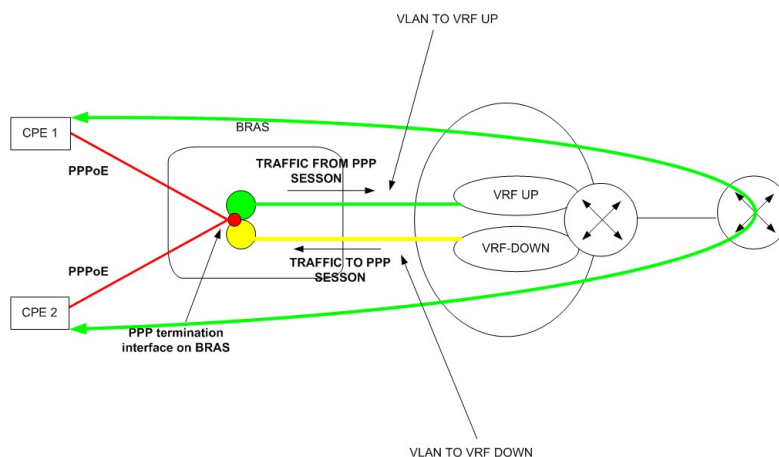 VLAN TO VRF UP
CPE 1
BRAS
PPPoE
TRAFFIC FROM PPP
SESSON
VRF UP
VRF-DOWN
TRAFFIC TO PPP
SESSON
PPPoE
CPE 2
PPP termination
interface on BRAS
VLAN TO VRF DOWN